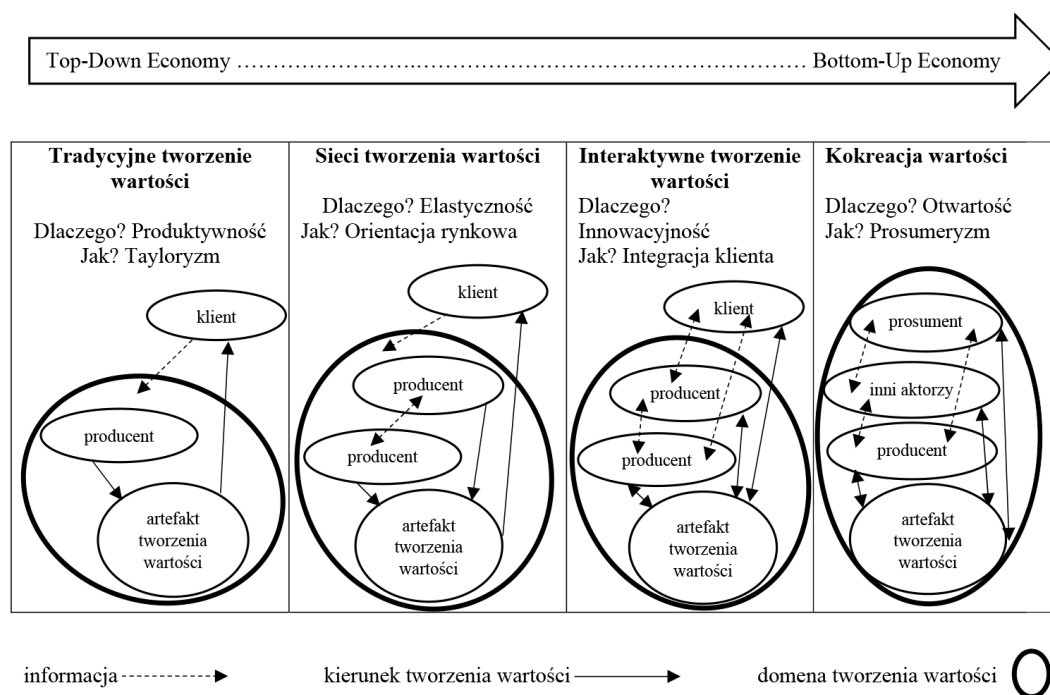 Top-Down Economy ………………………………………………………………… Bottom-Up Economy
Tradycyjne tworzenie
wartości
Dlaczego? Produktywność
Jak? Tayloryzm
klient
producent
artefakt
tworzenia
wartości
Sieci tworzenia wartości
Dlaczego? Elastyczność
Jak? Orientacja rynkowa
klient
producent
producent
artefakt
tworzenia
wartości
Interaktywne tworzenie
wartości
Dlaczego?
Innowacyjność
Jak? Integracja klienta
klient
producent
producent
artefakt
tworzenia
wartości
Kokreacja wartości
Dlaczego? Otwartość
Jak? Prosumeryzm
prosument
inni aktorzy
producent
artefakt
tworzenia
wartości
informacja
kierunek tworzenia wartości
domena tworzenia wartości